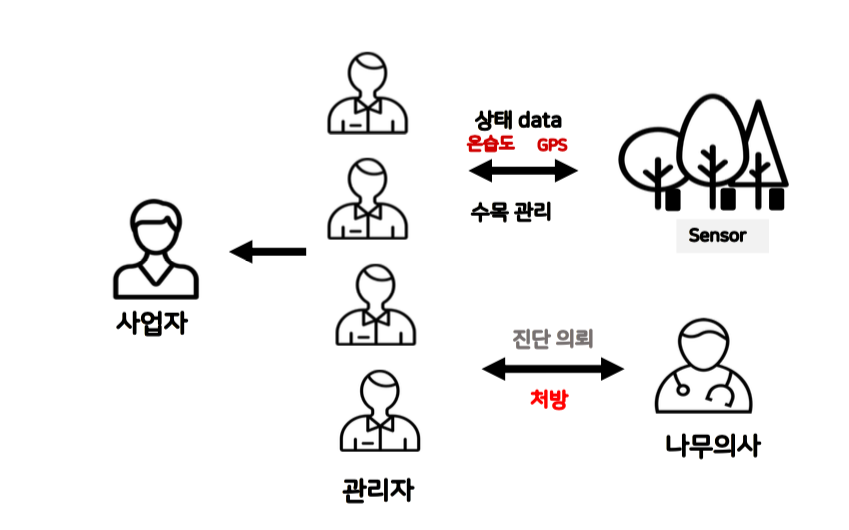 상태 data
온습도 GPS
수목 관리
Sensor
사업자
진단 의뢰
처방
나무의사
관리자